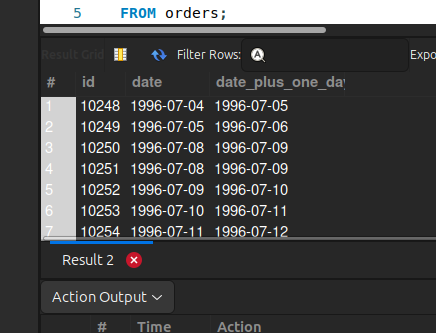 5 FROM orders;
Result Grid Filter Rows: Expo
# id date date_plus_one_day
1 10248 1996-07-04 1996-07-05
2 10249 1996-07-05 1996-07-06
3 10250 1996-07-08 1996-07-09
4 10251 1996-07-08 1996-07-09
5 10252 1996-07-09 1996-07-10
6 10253 1996-07-10 1996-07-11
7 10254 1996-07-11 1996-07-12
Result 2
Action Output
# Time Action